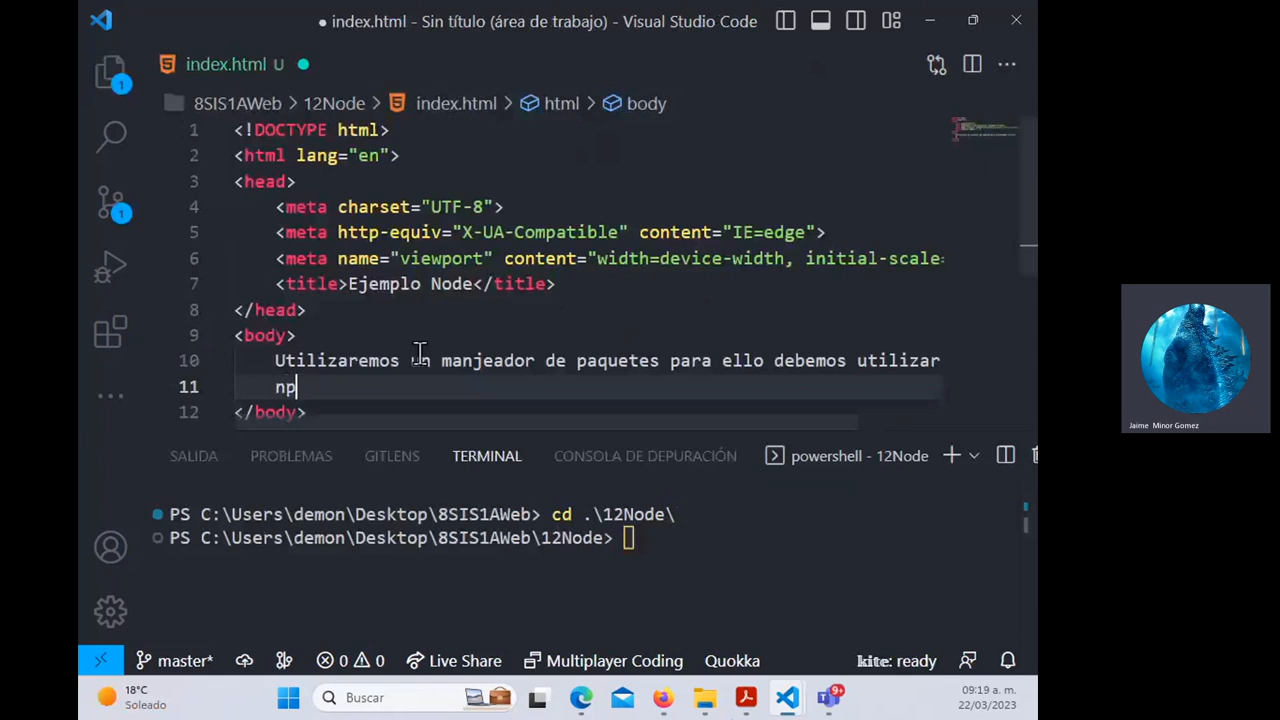 index.html - Sin título (área de trabajo) - Visual Studio Code
index.html U
8SIS1AWeb > 12Node > index.html > html > body
1 <!DOCTYPE html>
2 <html lang="en">
3 <head>
4 <meta charset="UTF-8">
5 <meta http-equiv="X-UA-Compatible" content="IE=edge">
6 <meta name="viewport" content="width=device-width, initial-scale=
7 <title>Ejemplo Node</title>
8 </head>
9 <body>
10 Utilizaremos un manjeador de paquetes para ello debemos utilizar
11 np
12 </body>
SALIDA PROBLEMAS GITLENS TERMINAL CONSOLA DE DEPURACIÓN powershell - 12Node
PS C:\Users\demon\Desktop\8SIS1AWeb> cd .\12Node\
PS C:\Users\demon\Desktop\8SIS1AWeb\12Node>
1
1
master* 0 0 Live Share Multiplayer Coding Quokka kite: ready
18°C
Soleado
Buscar
9+
09:19 a. m.
22/03/2023
Jaime Minor Gomez